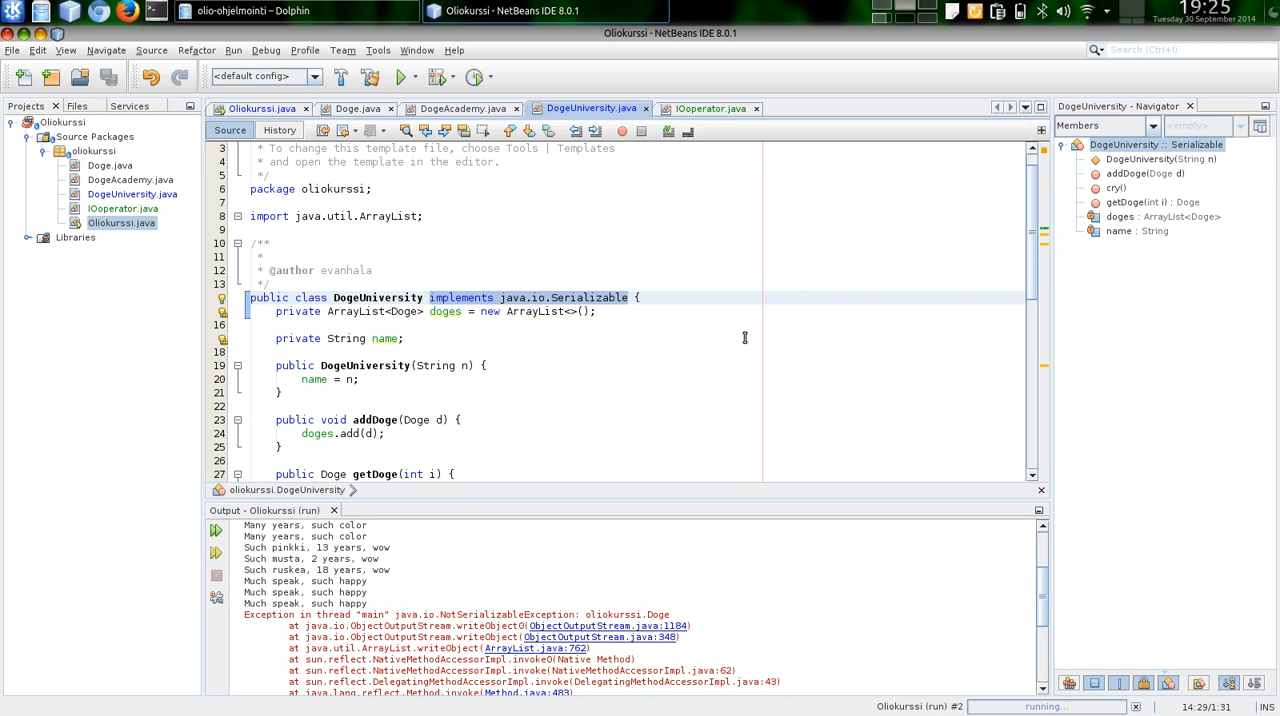 olio-ohjelmointi – Dolphin
Oliokurssi - NetBeans IDE 8.0.1
19:25
Tuesday 30 September 2014
Oliokurssi - NetBeans IDE 8.0.1
File Edit View Navigate Source Refactor Run Debug Profile Team Tools Window Help
Search (Ctrl+I)
<default config>
Projects Files Services
Oliokurssi.java Doge.java DogeAcademy.java DogeUniversity.java IOoperator.java
DogeUniversity - Navigator
Source History
Members
<empty>
Oliokurssi
Source Packages
oliokurssi
Doge.java
DogeAcademy.java
DogeUniversity.java
IOoperator.java
Oliokurssi.java
Libraries
3 * To change this template file, choose Tools | Templates
4 * and open the template in the editor.
5 */
6 package oliokurssi;
7
8 import java.util.ArrayList;
9
10 /**
11 *
12 * @author evanhala
13 */
public class DogeUniversity implements java.io.Serializable {
private ArrayList<Doge> doges = new ArrayList<>();
16
private String name;
18
19 public DogeUniversity(String n) {
20 name = n;
21 }
22
23 public void addDoge(Doge d) {
24 doges.add(d);
25 }
26
27 public Doge getDoge(int i) {
oliokurssi.DogeUniversity
DogeUniversity :: Serializable
DogeUniversity(String n)
addDoge(Doge d)
cry()
getDoge(int i) : Doge
doges : ArrayList<Doge>
name : String
Output - Oliokurssi (run)
Many years, such color
Many years, such color
Such pinkki, 13 years, wow
Such musta, 2 years, wow
Such ruskea, 18 years, wow
Much speak, such happy
Much speak, such happy
Much speak, such happy
Exception in thread "main" java.io.NotSerializableException: oliokurssi.Doge
at java.io.ObjectOutputStream.writeObject0(ObjectOutputStream.java:1184)
at java.io.ObjectOutputStream.writeObject(ObjectOutputStream.java:348)
at java.util.ArrayList.writeObject(ArrayList.java:762)
at sun.reflect.NativeMethodAccessorImpl.invoke0(Native Method)
at sun.reflect.NativeMethodAccessorImpl.invoke(NativeMethodAccessorImpl.java:62)
at sun.reflect.DelegatingMethodAccessorImpl.invoke(DelegatingMethodAccessorImpl.java:43)
at java.lang.reflect.Method.invoke(Method.java:483)
Oliokurssi (run) #2
running...
14:29/1:31
INS